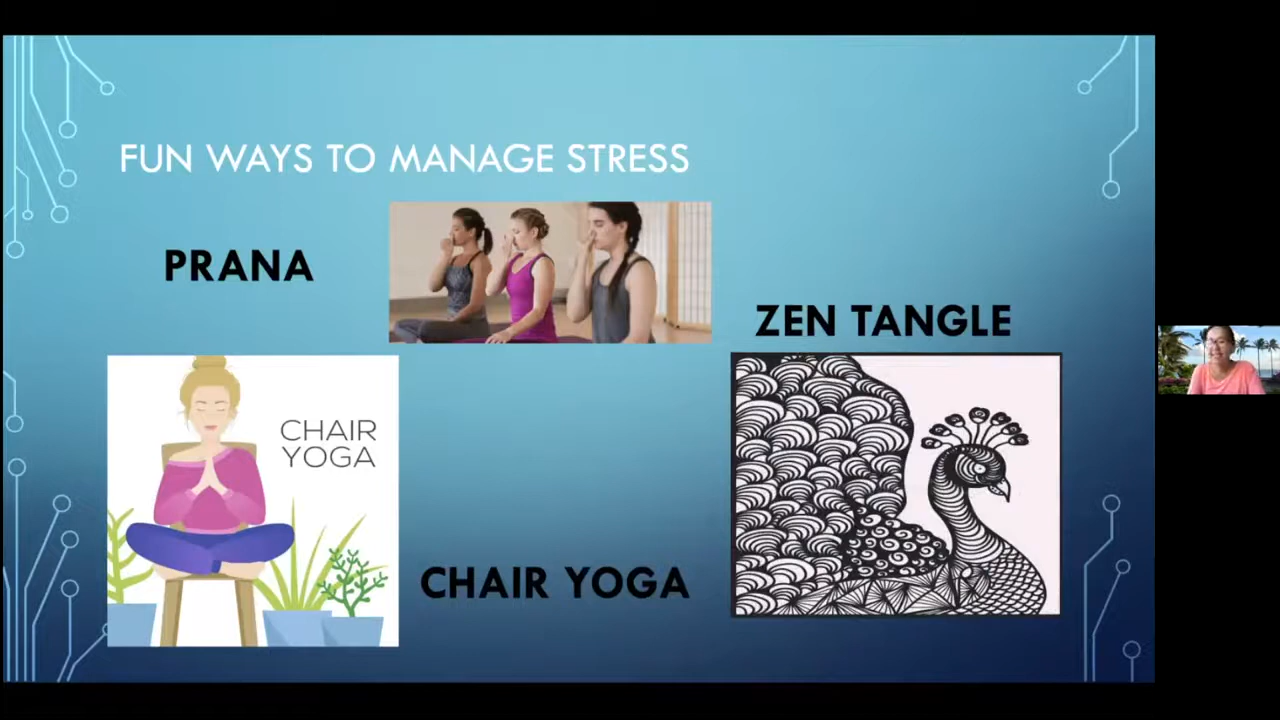 FUN WAYS TO MANAGE STRESS
PRANA
ZEN TANGLE
CHAIR
YOGA
CHAIR YOGA